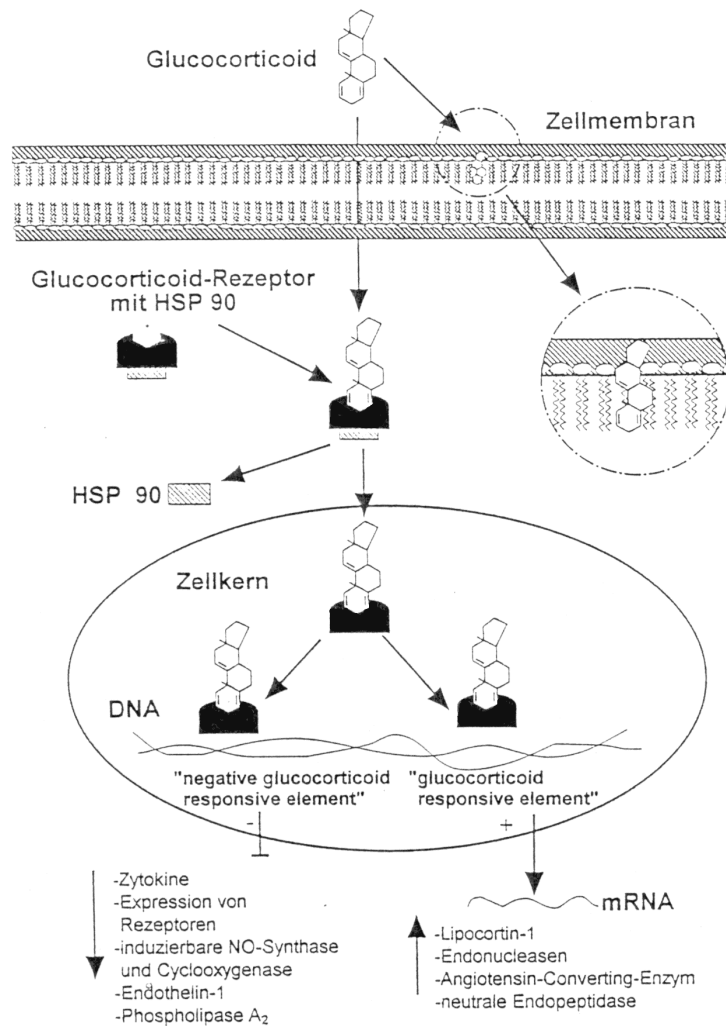 Glucocorticoid
Zellmembran
Glucocorticoid-Rezeptor
mit HSP 90
HSP 90
Zellkern
DNA
"negative glucocorticoid
responsive element"
"glucocorticoid
responsive element"
-
+
mRNA
-Zytokine
-Expression von
Rezeptoren
-induzierbare NO-Synthase
und Cyclooxygenase
-Endothelin-1
-Phospholipase A₂
-Lipocortin-1
-Endonucleasen
-Angiotensin-Converting-Enzym
-neutrale Endopeptidase